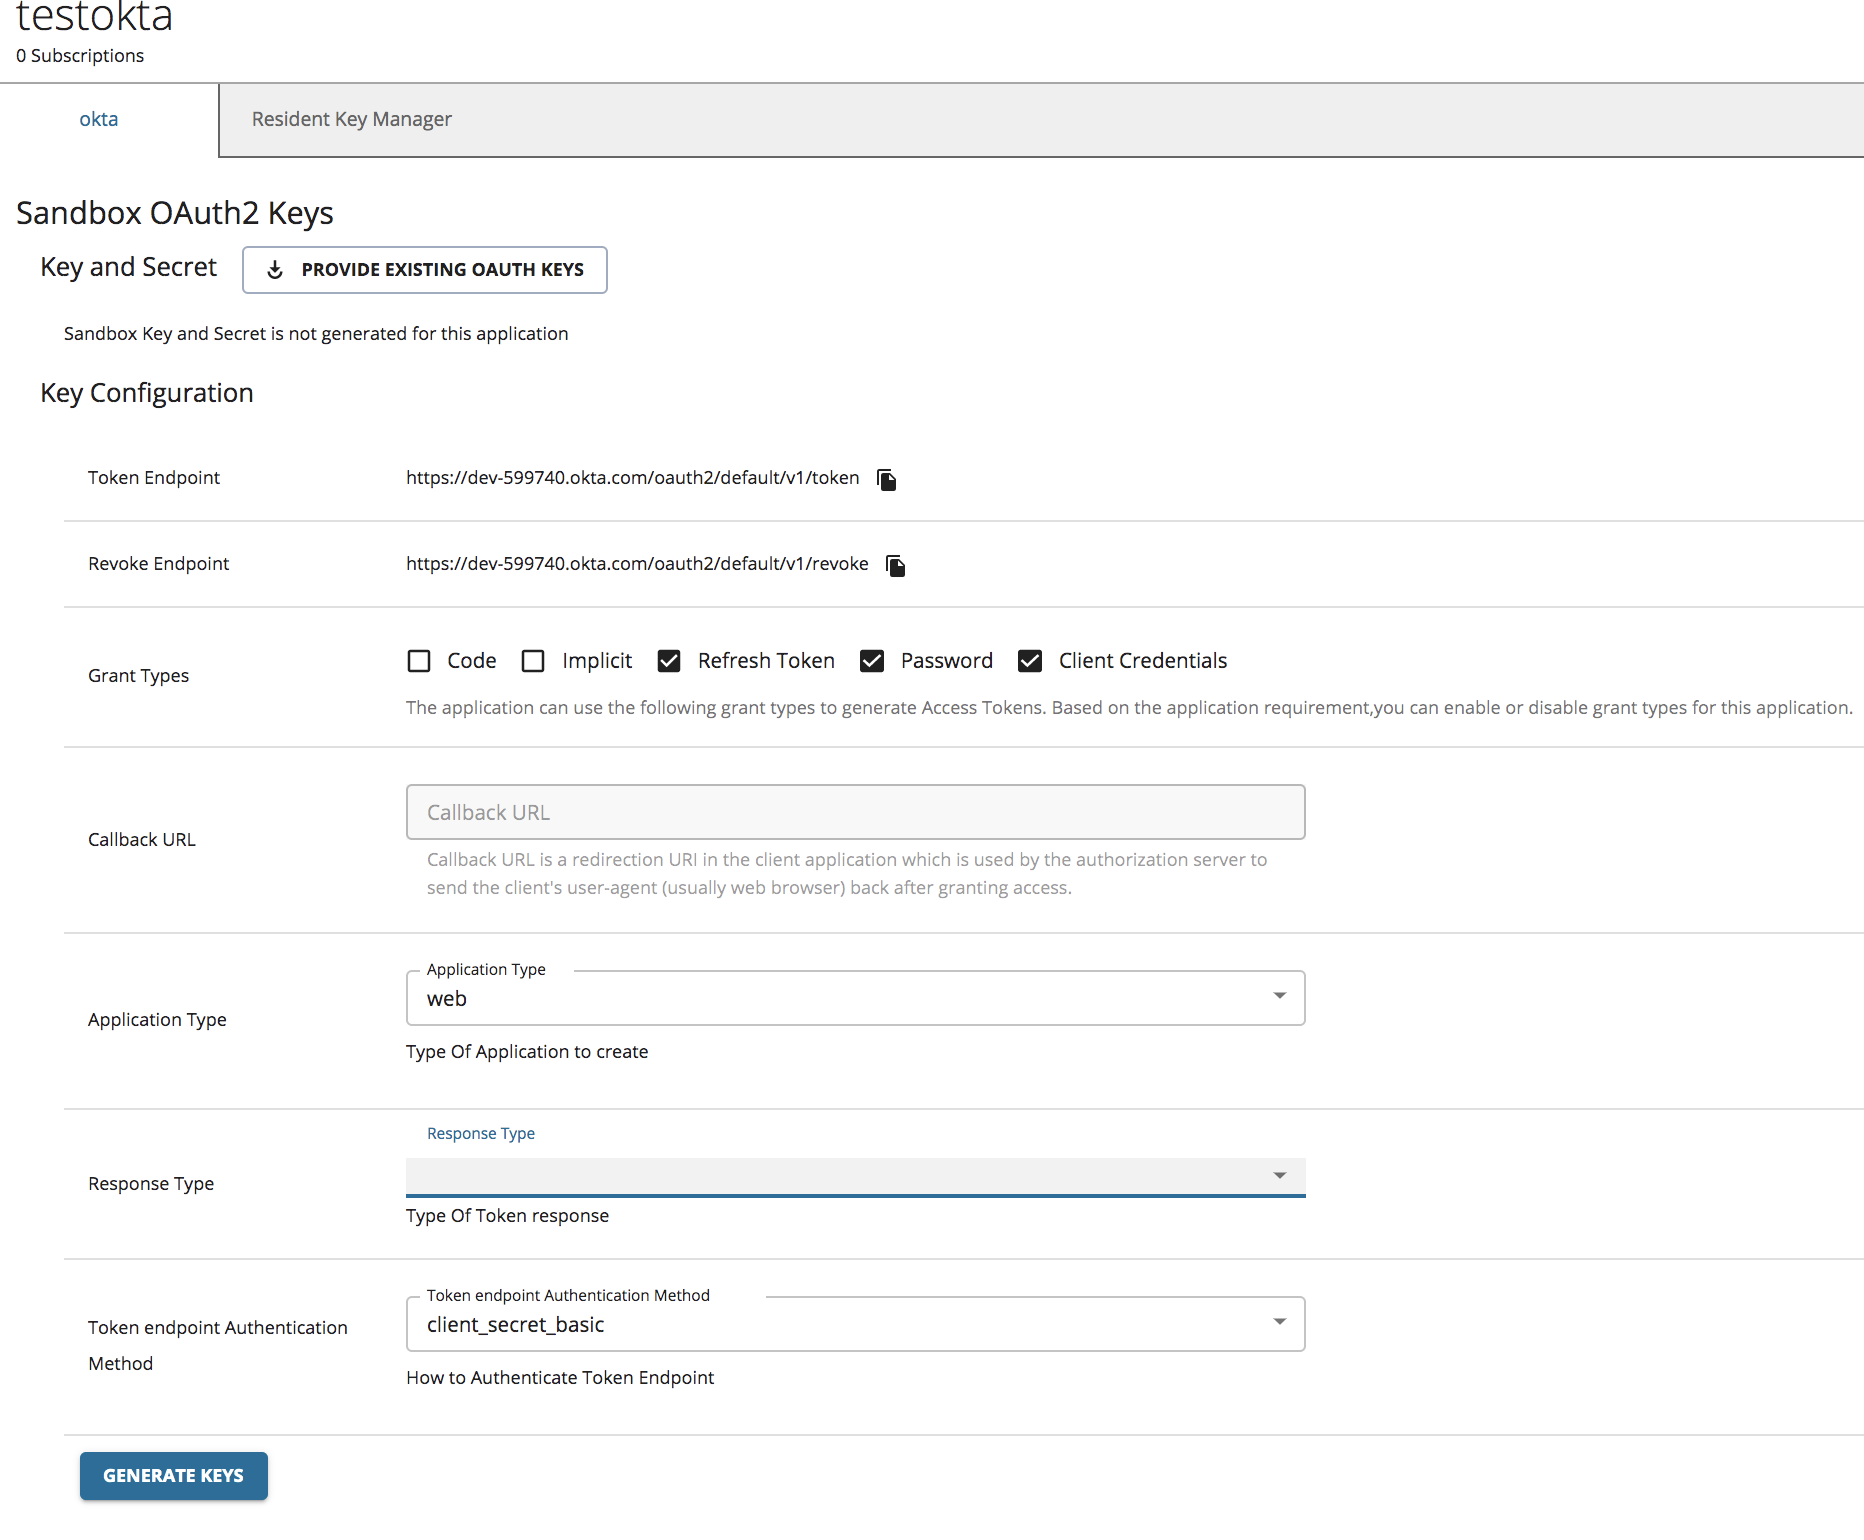 testokta
0 Subscriptions
okta
Resident Key Manager
Sandbox OAuth2 Keys
Key and Secret
PROVIDE EXISTING OAUTH KEYS
Sandbox Key and Secret is not generated for this application
Key Configuration
Token Endpoint
https://dev-599740.okta.com/oauth2/default/v1/token
Revoke Endpoint
https://dev-599740.okta.com/oauth2/default/v1/revoke
Grant Types
Code
Implicit
Refresh Token
Password
Client Credentials
The application can use the following grant types to generate Access Tokens. Based on the application requirement,you can enable or disable grant types for this application.
Callback URL
Callback URL
Callback URL is a redirection URI in the client application which is used by the authorization server to
send the client's user-agent (usually web browser) back after granting access.
Application Type
Application Type
web
Type Of Application to create
Response Type
Response Type
Type Of Token response
Token endpoint Authentication
Method
Token endpoint Authentication Method
client_secret_basic
How to Authenticate Token Endpoint
GENERATE KEYS